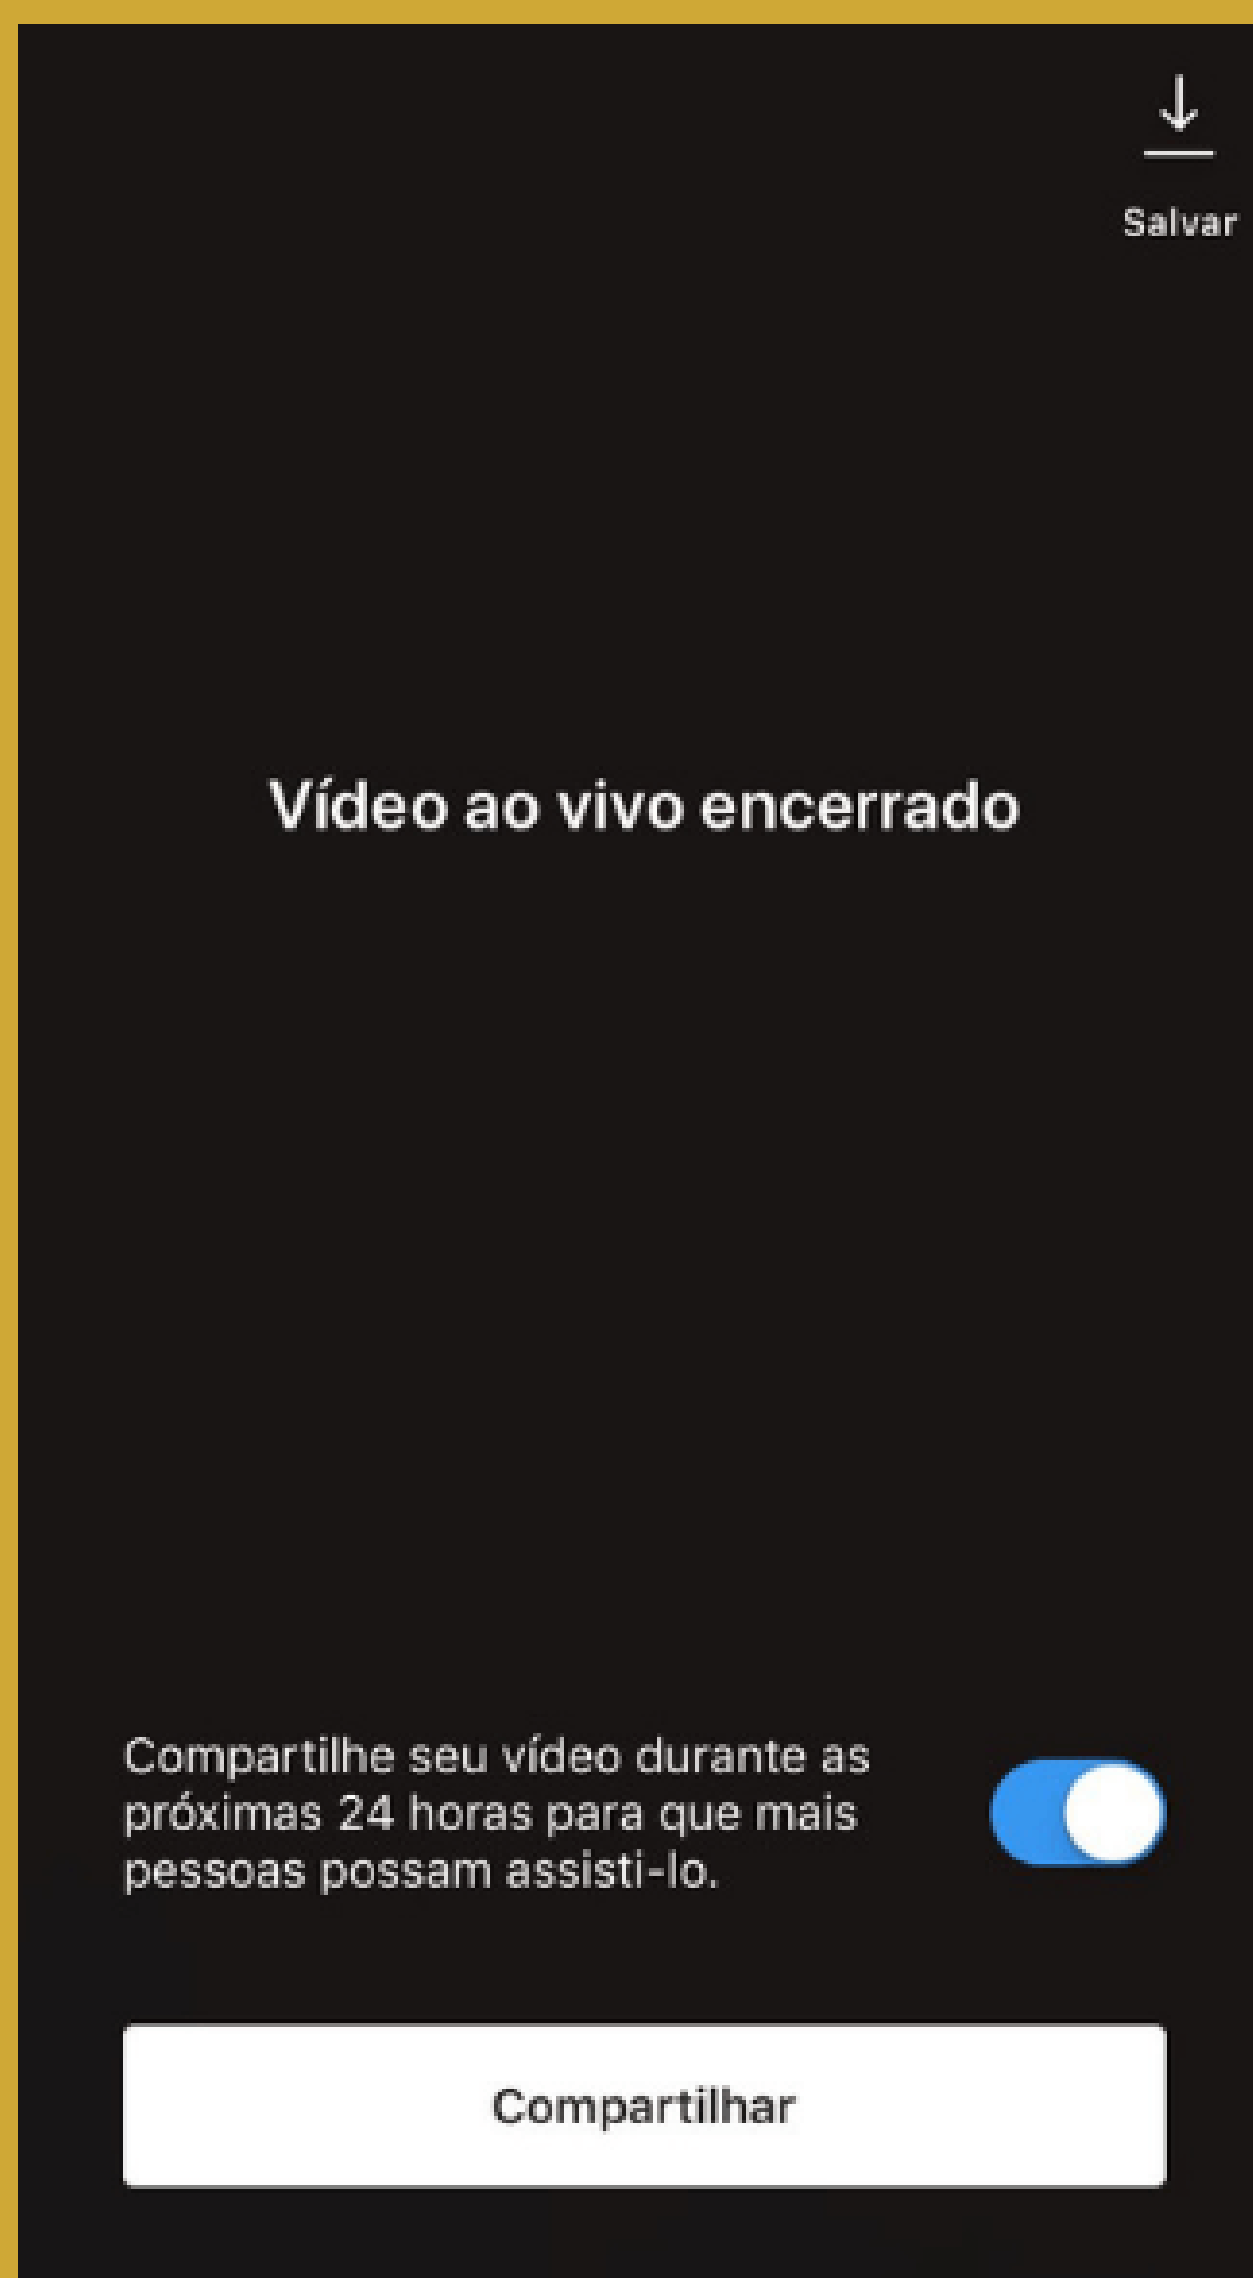 Salvar
Vídeo ao vivo encerrado
Compartilhe seu vídeo durante as
próximas 24 horas para que mais
pessoas possam assisti-lo.
Compartilhar